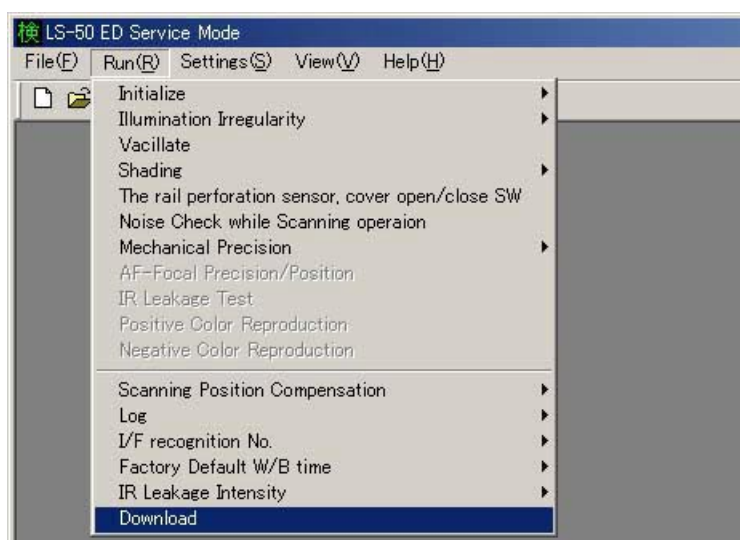 検 LS-50 ED Service Mode
File(F) Run(R) Settings(S) View(V) Help(H)
Initialize
Illumination Irregularity
Vacillate
Shading
The rail perforation sensor, cover open/close SW
Noise Check while Scanning operaion
Mechanical Precision
AF-Focal Precision/Position
IR Leakage Test
Positive Color Reproduction
Negative Color Reproduction
Scanning Position Compensation
Log
I/F recognition No.
Factory Default W/B time
IR Leakage Intensity
Download